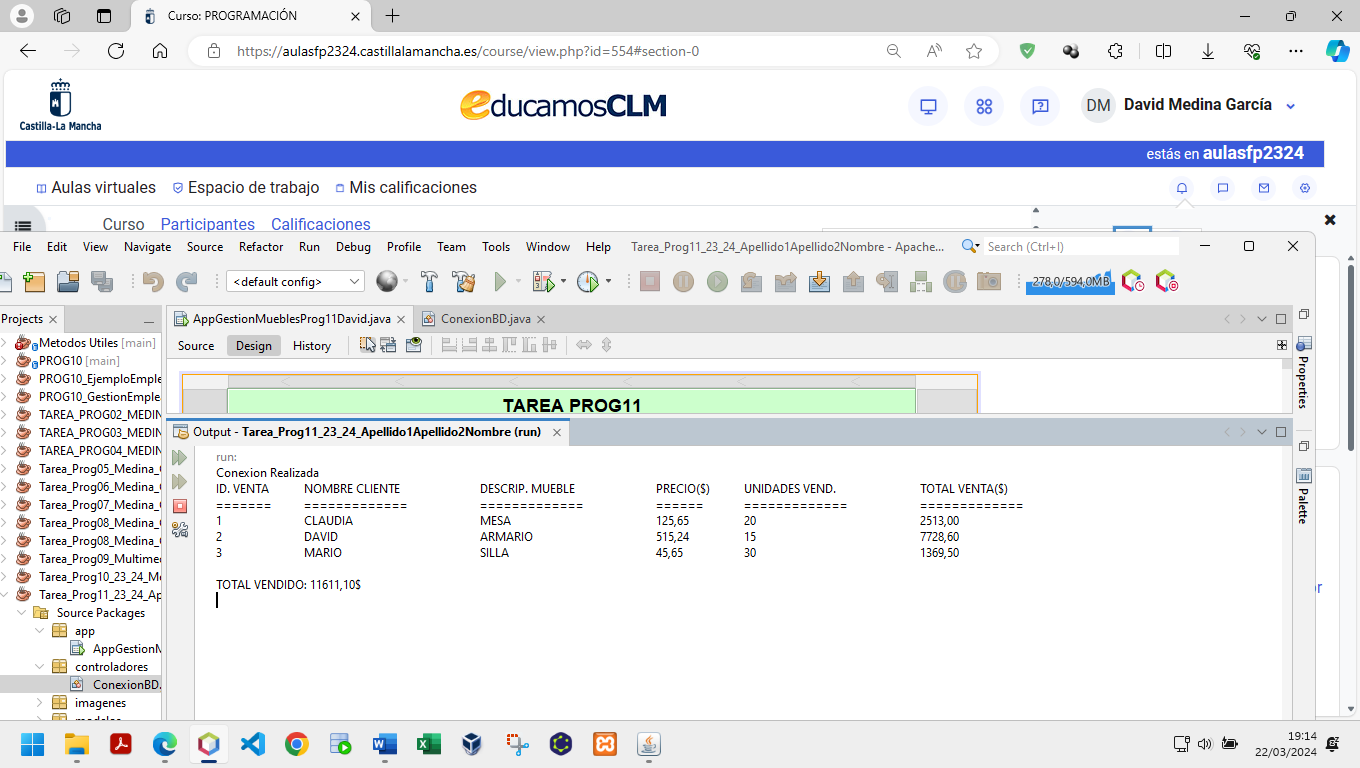 Curso: PROGRAMACIÓN
https://aulasfp2324.castillalamancha.es/course/view.php?id=554#section-0
Castilla-La Mancha
educamosCLM
DM David Medina García
estás en aulasfp2324
Aulas virtuales Espacio de trabajo Mis calificaciones
Curso Participantes Calificaciones
File Edit View Navigate Source Refactor Run Debug Profile Team Tools Window Help Tarea_Prog11_23_24_Apellido1Apellido2Nombre - Apache... Search (Ctrl+I)
<default config> 278,0/594,0MB
Projects AppGestionMueblesProg11David.java ConexionBD.java
Source Design History
Metodos Utiles [main]
PROG10 [main]
PROG10_EjemploEmple
PROG10_GestionEmple
TAREA_PROG02_MEDIN
TAREA_PROG03_MEDIN
TAREA_PROG04_MEDIN
Tarea_Prog05_Medina_
Tarea_Prog06_Medina_
Tarea_Prog07_Medina_
Tarea_Prog08_Medina_
Tarea_Prog08_Medina_
Tarea_Prog09_Multimed
Tarea_Prog10_23_24_Me
Tarea_Prog11_23_24_Ap
Source Packages
app
AppGestionM
controladores
ConexionBD.
imagenes
modelos
TAREA PROG11
Properties
Palette
Output - Tarea_Prog11_23_24_Apellido1Apellido2Nombre (run)
run:
Conexion Realizada
ID. VENTA NOMBRE CLIENTE DESCRIP. MUEBLE PRECIO($) UNIDADES VEND. TOTAL VENTA($)
======= ============= ============= ====== ============= =============
1 CLAUDIA MESA 125,65 20 2513,00
2 DAVID ARMARIO 515,24 15 7728,60
3 MARIO SILLA 45,65 30 1369,50
TOTAL VENDIDO: 11611,10$
or
19:14
22/03/2024